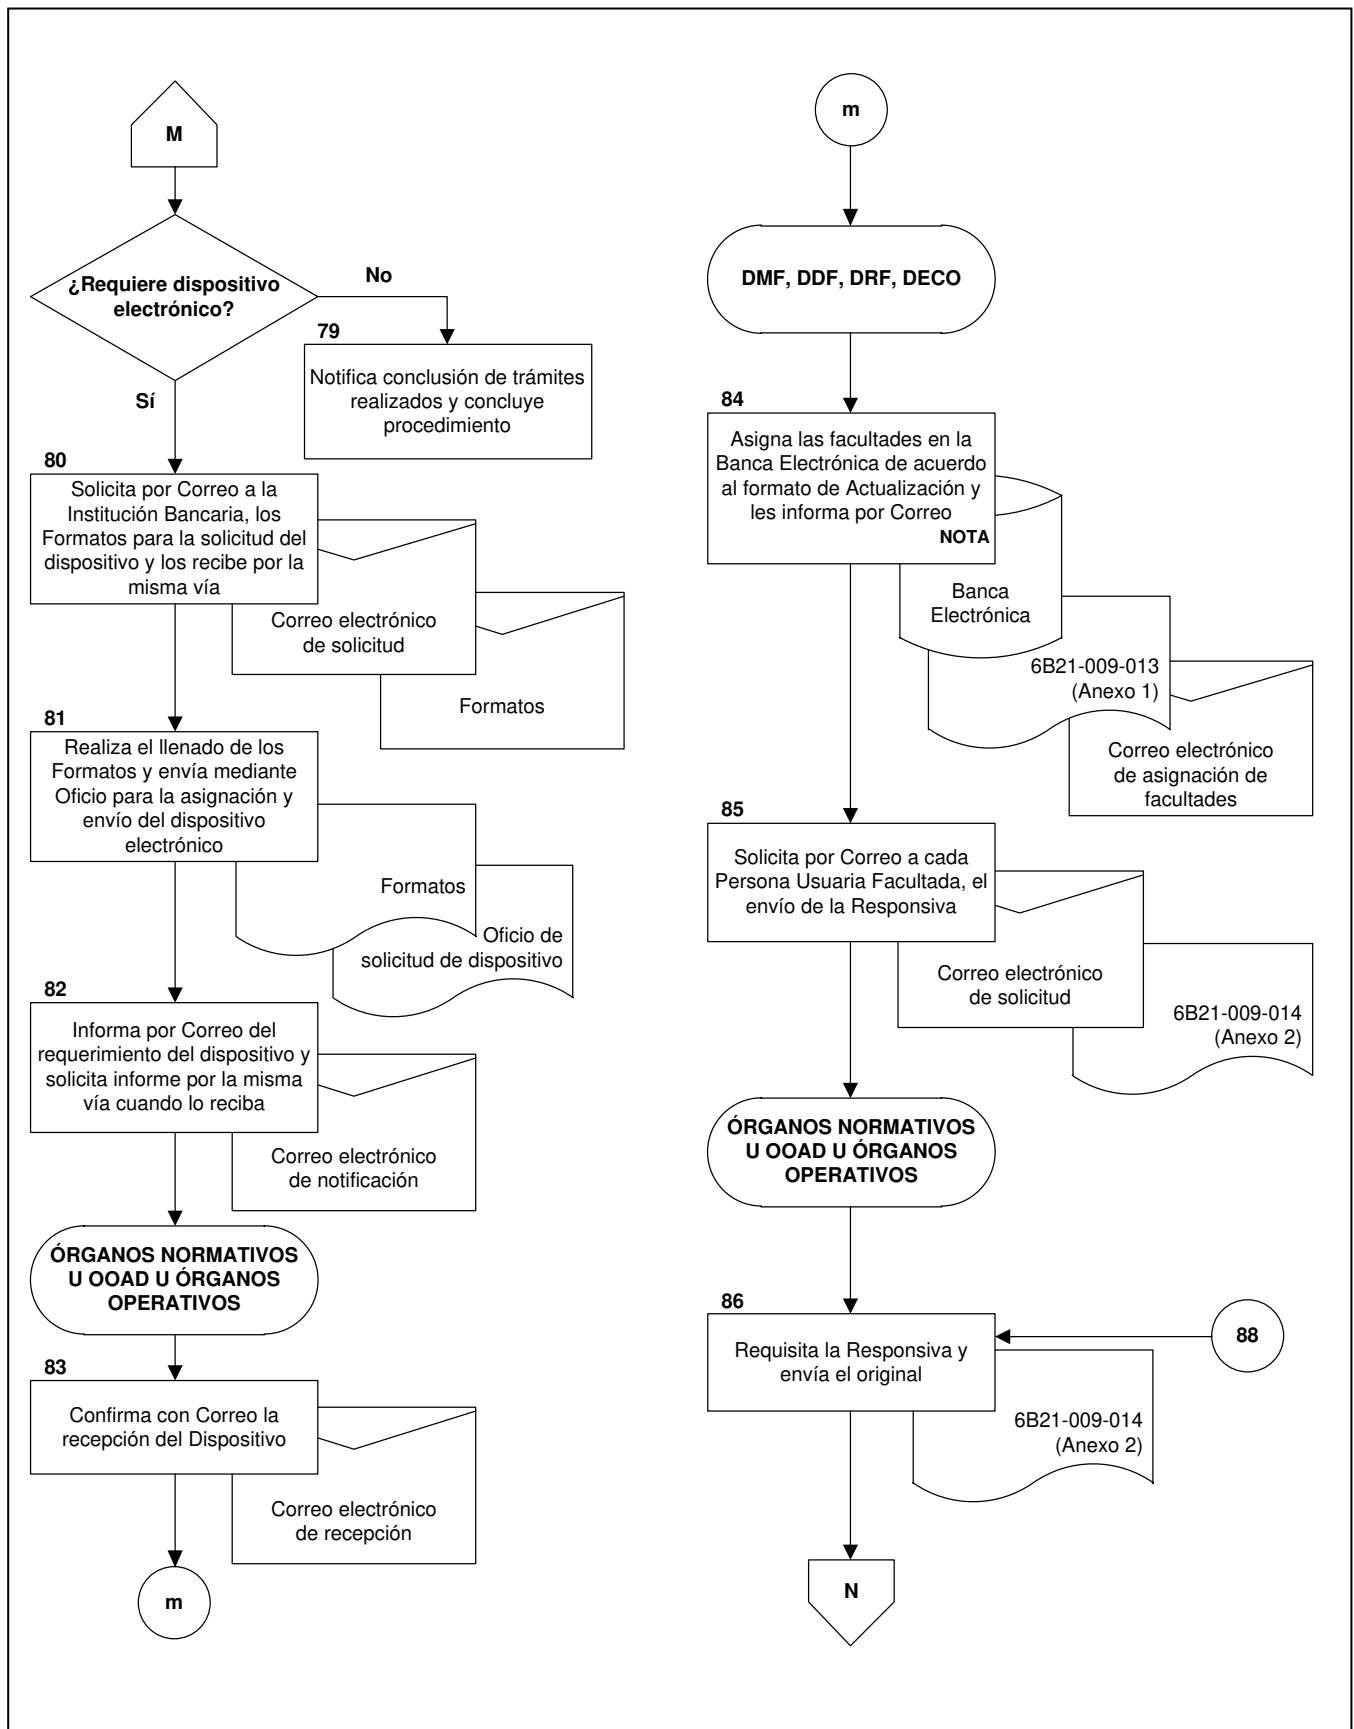 M
¿Requiere dispositivo
electrónico?
No
Sí
79
Notifica conclusión de trámites
realizados y concluye
procedimiento
80
Solicita por Correo a la
Institución Bancaria, los
Formatos para la solicitud del
dispositivo y los recibe por la
misma vía
Correo electrónico
de solicitud
Formatos
81
Realiza el llenado de los
Formatos y envía mediante
Oficio para la asignación y
envío del dispositivo
electrónico
Formatos
Oficio de
solicitud de dispositivo
82
Informa por Correo del
requerimiento del dispositivo y
solicita informe por la misma
vía cuando lo reciba
Correo electrónico
de notificación
ÓRGANOS NORMATIVOS
U OOAD U ÓRGANOS
OPERATIVOS
83
Confirma con Correo la
recepción del Dispositivo
Correo electrónico
de recepción
m
m
DMF, DDF, DRF, DECO
84
Asigna las facultades en la
Banca Electrónica de acuerdo
al formato de Actualización y
les informa por Correo
NOTA
Banca
Electrónica
6B21-009-013
(Anexo 1)
Correo electrónico
de asignación de
facultades
85
Solicita por Correo a cada
Persona Usuaria Facultada, el
envío de la Responsiva
Correo electrónico
de solicitud
6B21-009-014
(Anexo 2)
ÓRGANOS NORMATIVOS
U OOAD U ÓRGANOS
OPERATIVOS
86
Requisita la Responsiva y
envía el original
88
6B21-009-014
(Anexo 2)
N